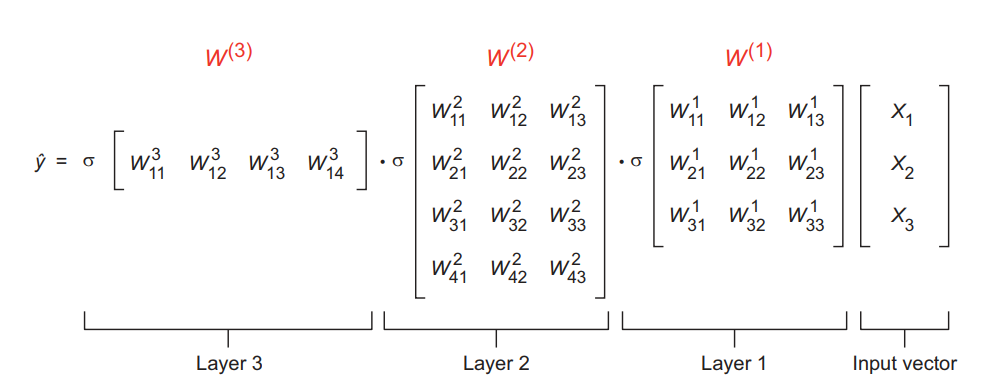 W(3) W(2) W(1)
W²₁₁ W²₁₂ W²₁₃ W¹₁₁ W¹₁₂ W¹₁₃ X₁
ŷ = σ [ W³₁₁ W³₁₂ W³₁₃ W³₁₄ ] · σ W²₂₁ W²₂₂ W²₂₃ · σ W¹₂₁ W¹₂₂ W¹₂₃ X₂
W²₃₁ W²₃₂ W²₃₃ W¹₃₁ W¹₃₂ W¹₃₃ X₃
W²₄₁ W²₄₂ W²₄₃
Layer 3 Layer 2 Layer 1 Input vector